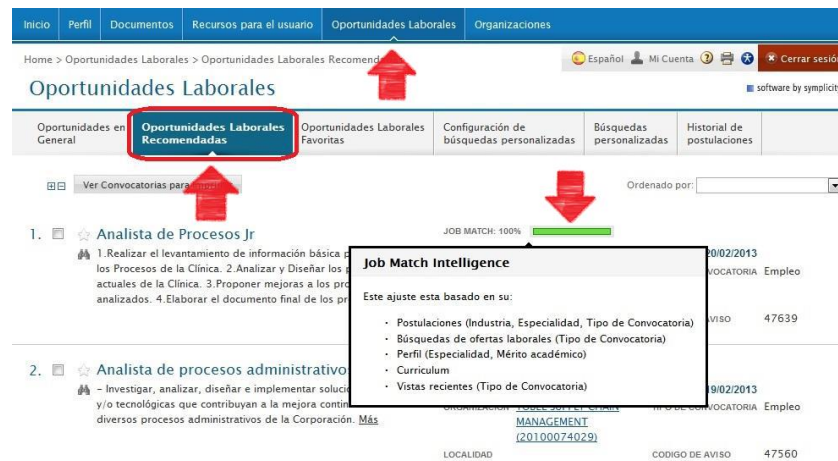 Inicio Perfil Documentos Recursos para el usuario Oportunidades Laborales Organizaciones
Home > Oportunidades Laborales > Oportunidades Laborales
Español Mi Cuenta Cerrar sesión
Oportunidades Laborales
software by symplicity
Oportunidades en General
Oportunidades Laborales Recomendadas
Oportunidades Laborales Favoritas
Configuración de búsquedas personalizadas
Búsquedas personalizadas
Historial de postulaciones
Ver Convocatorias para
Ordenado por:
1. Analista de Procesos Jr
JOB MATCH: 100%
1.Realizar el levantamiento de información básica
20/02/2013
los Procesos de la Clínica. 2.Analizar y Diseñar los
Empleo
actuales de la Clínica. 3.Proponer mejoras a los
analizados. 4.Elaborar el documento final de los
AVISO 47639
Job Match Intelligence
Este ajuste esta basado en su:
· Postulaciones (Industria, Especialidad, Tipo de Convocatoria)
· Búsquedas de ofertas laborales (Tipo de Convocatoria)
· Perfil (Especialidad, Mérito académico)
· Curriculum
· Vistas recientes (Tipo de Convocatoria)
2. Analista de procesos administrativo
– Investigar, analizar, diseñar e implementar
19/02/2013
y/o tecnológicas que contribuyan a la mejora
CONVOCATORIA Empleo
diversos procesos administrativos de la Corporación. Más
MANAGEMENT
(20100074029)
LOCALIDAD
CODIGO DE AVISO 47560